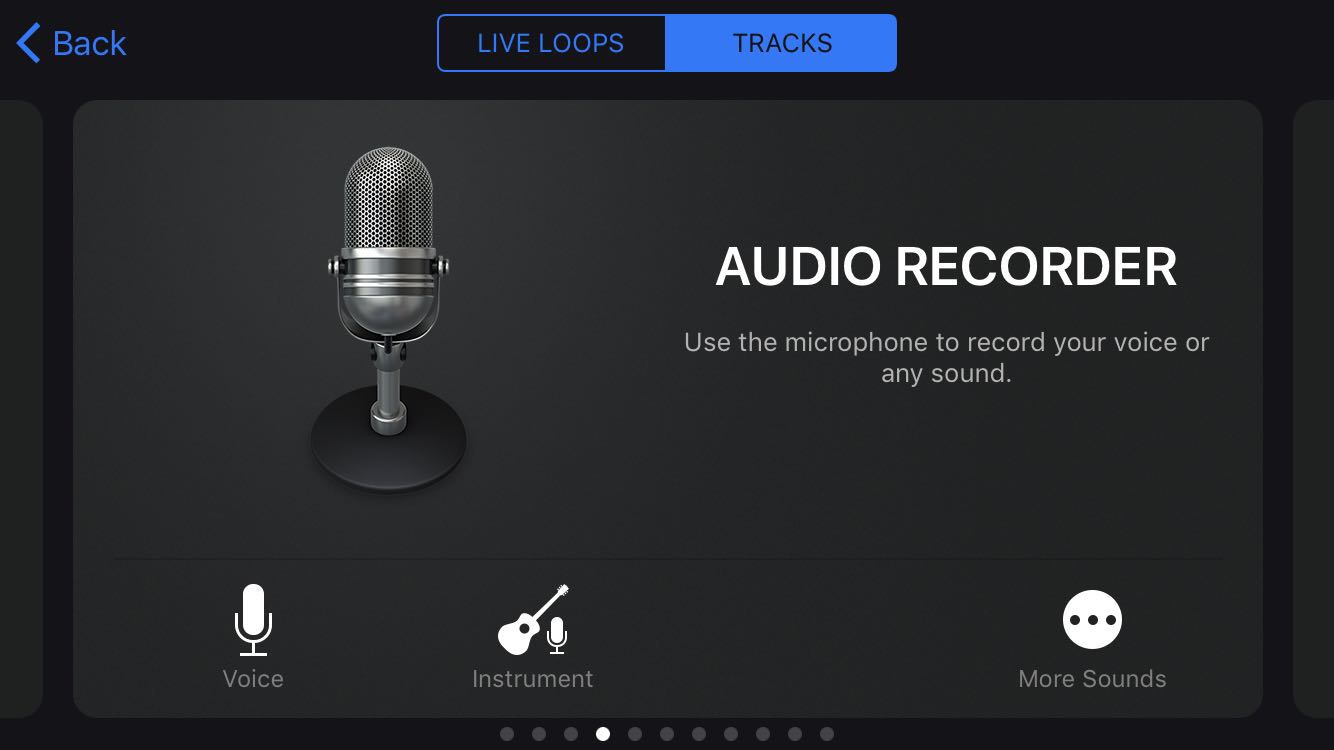 Back
LIVE LOOPS
TRACKS
AUDIO RECORDER
Use the microphone to record your voice or
any sound.
Voice
Instrument
More Sounds